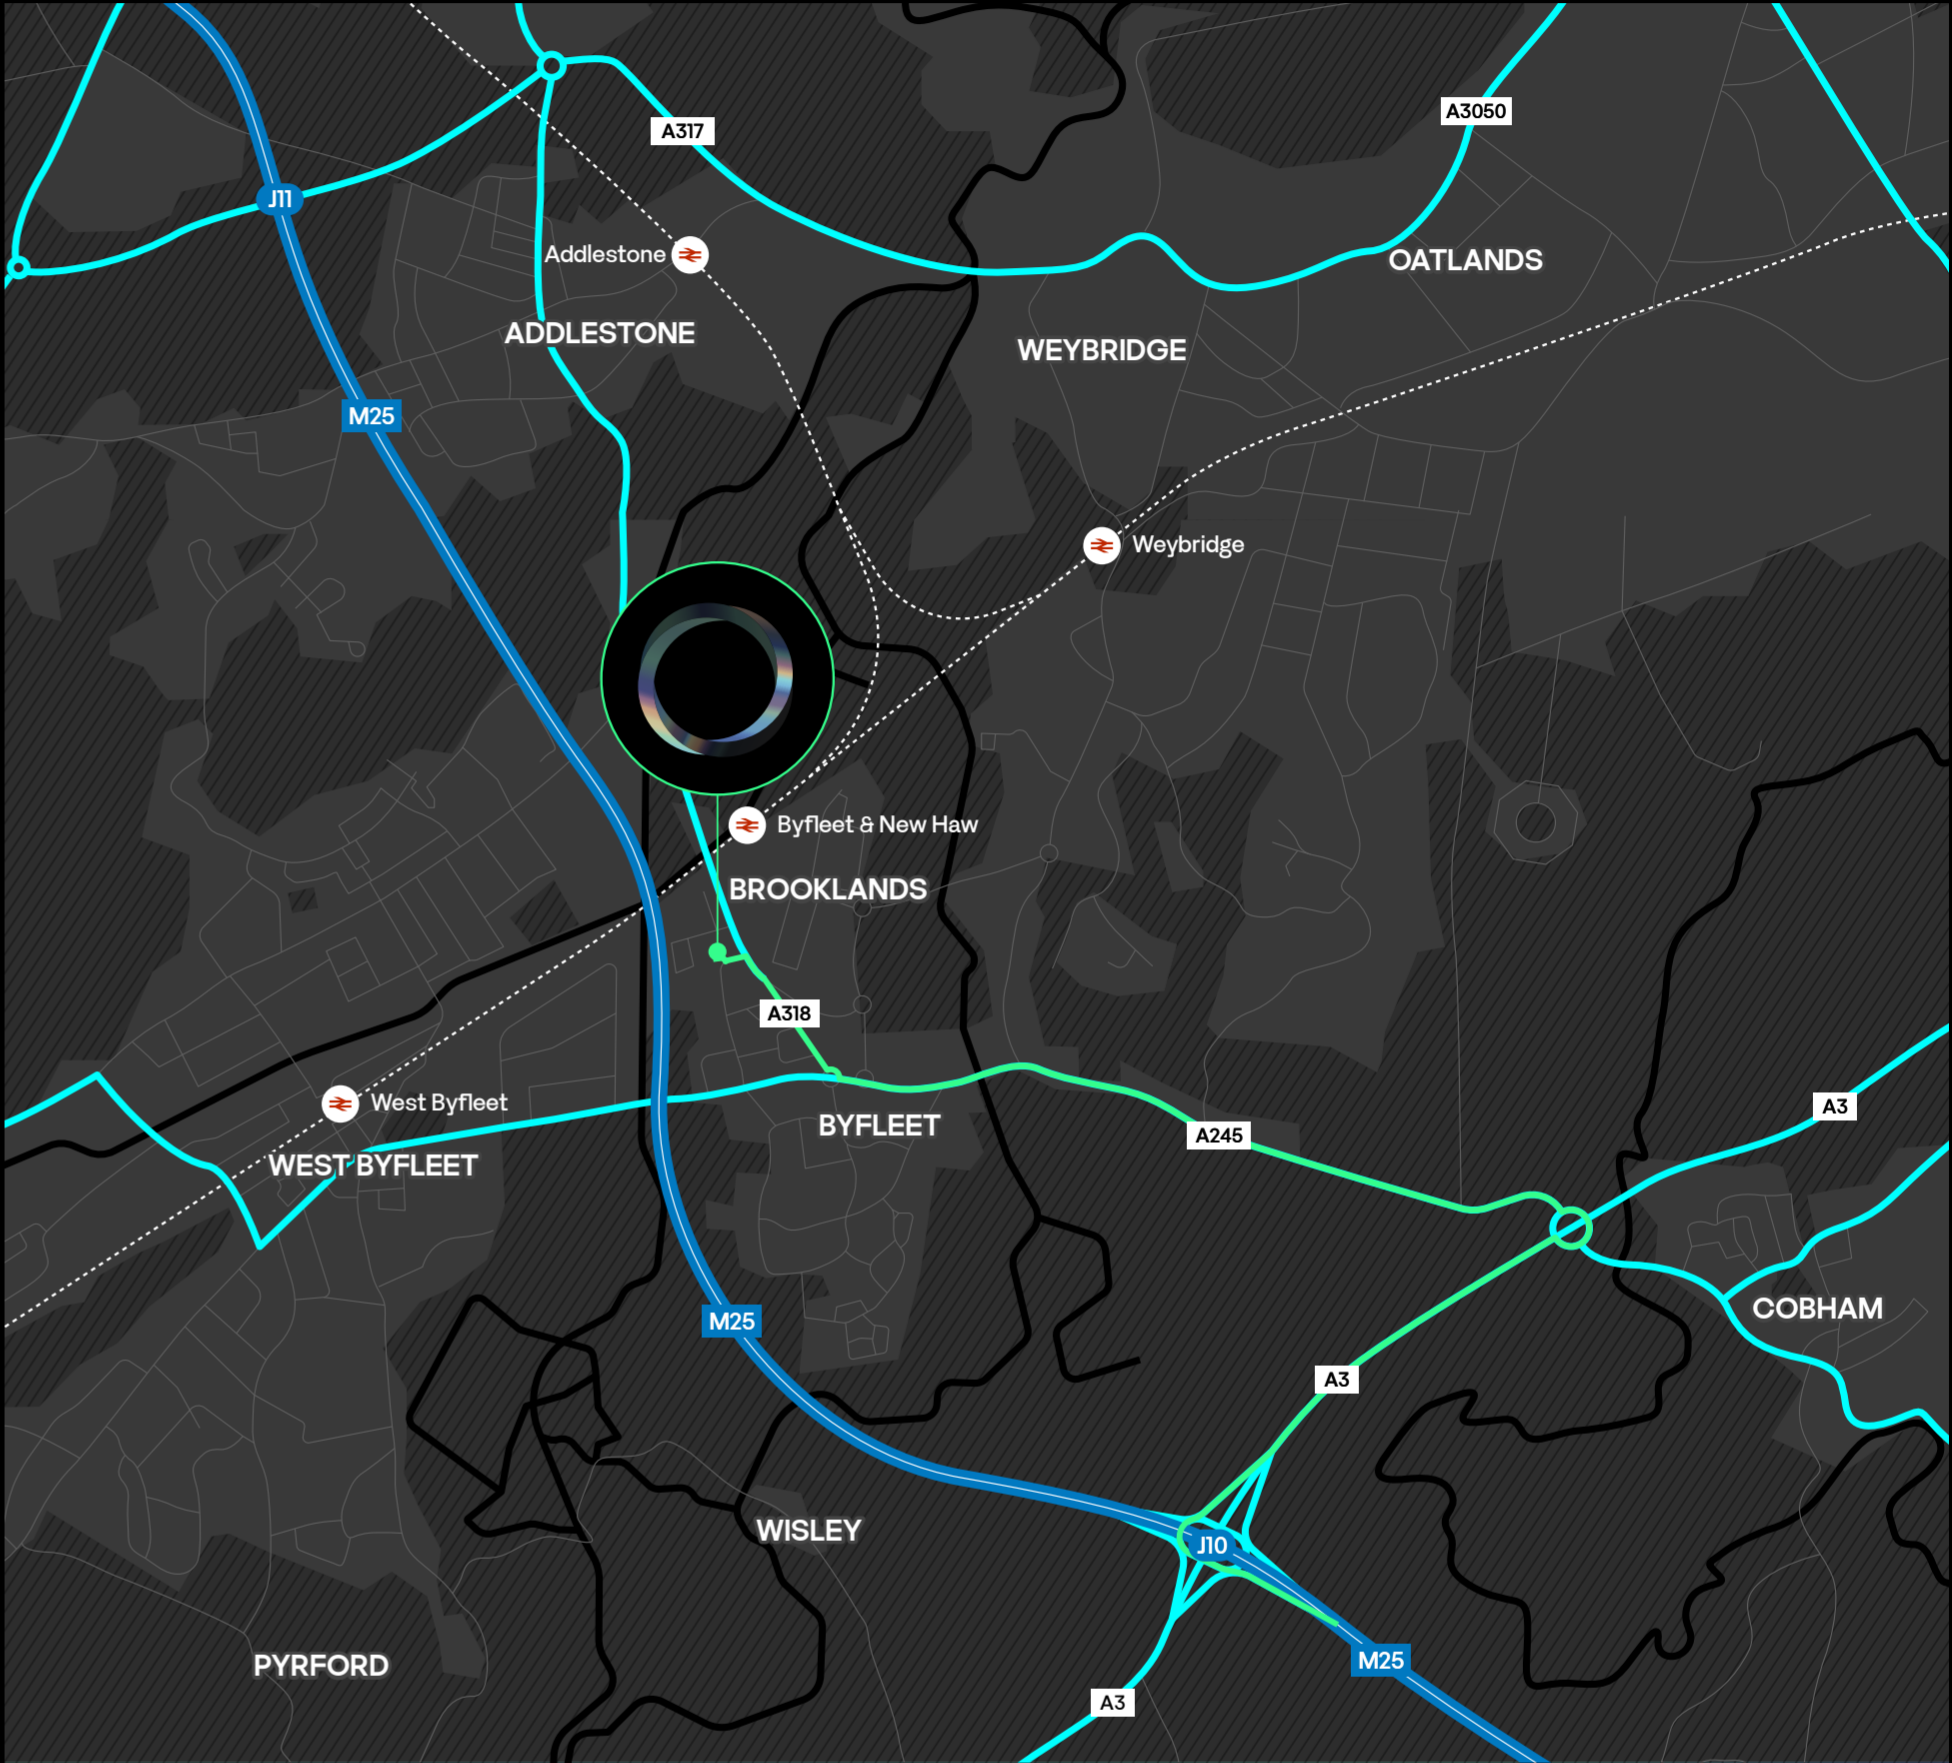 A3050
A317
J11
Addlestone
OATLANDS
ADDLESTONE
WEYBRIDGE
M25
Weybridge
Byfleet & New Haw
BROOKLANDS
A318
West Byfleet
A3
BYFLEET
A245
WEST BYFLEET
COBHAM
M25
A3
WISLEY
J10
PYRFORD
M25
A3